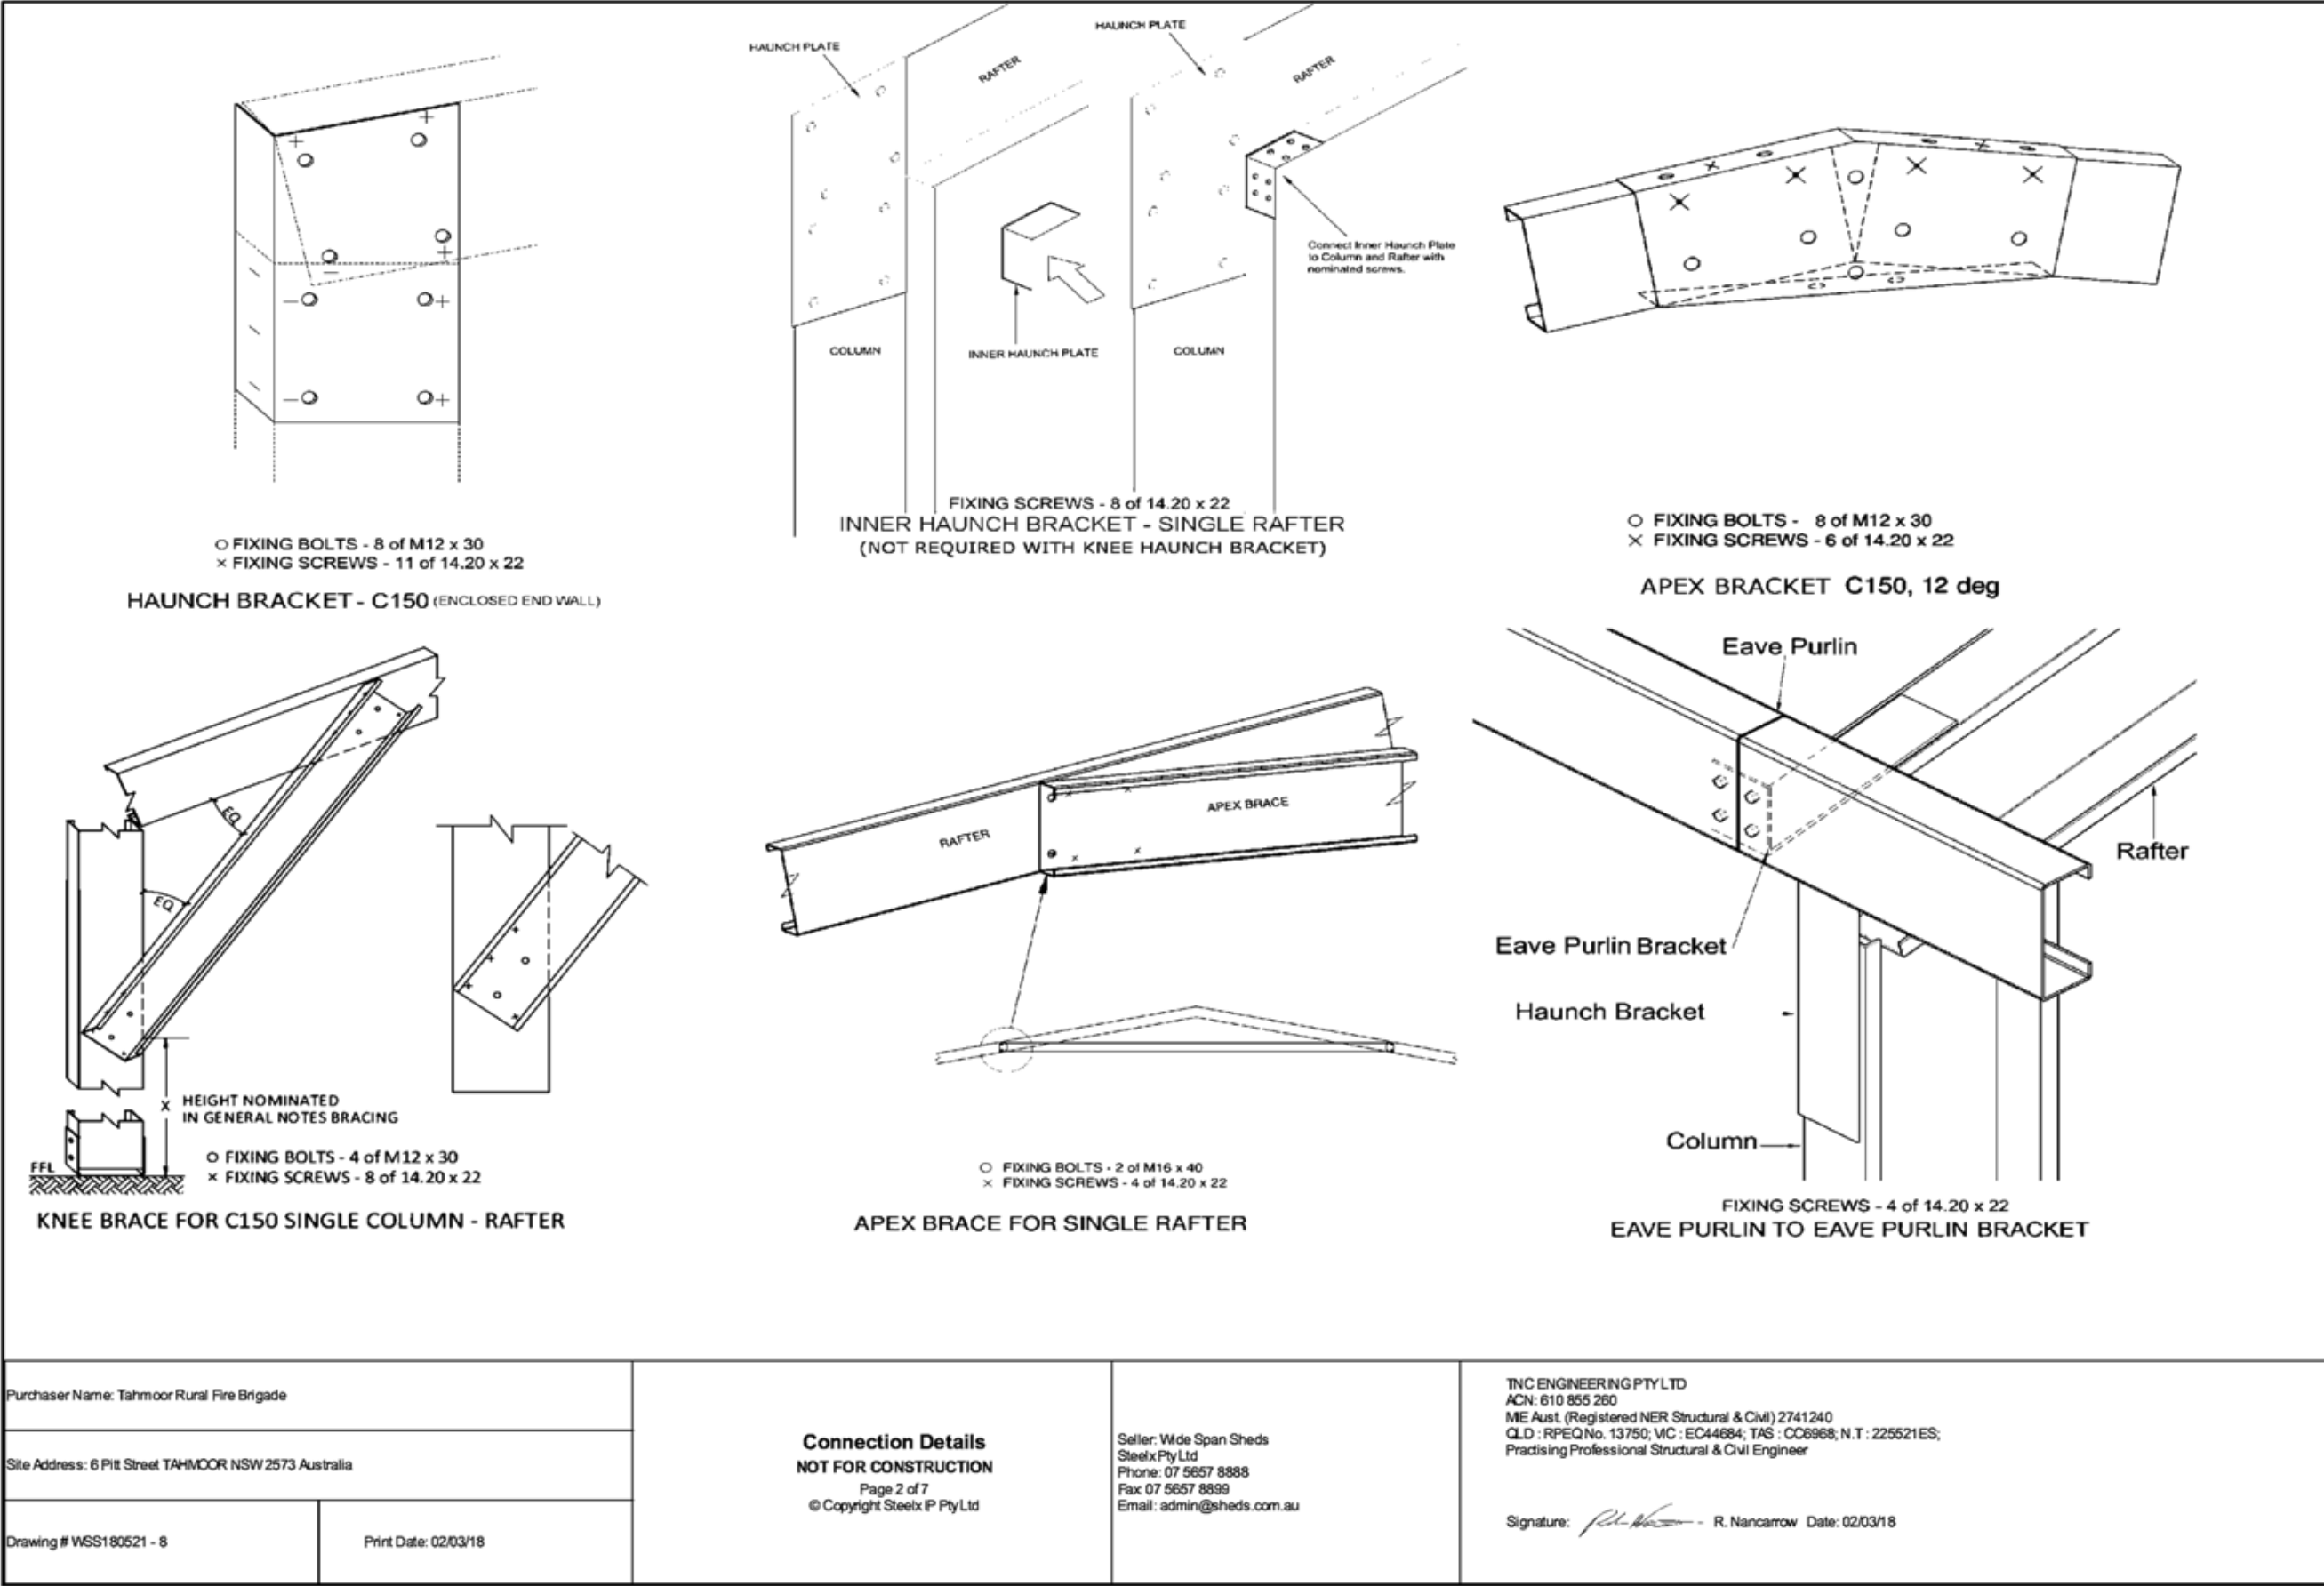 HAUNCH PLATE
HAUNCH PLATE
RAFTER
RAFTER
Connect Inner Haunch Plate
to Column and Rafter with
nominated screws.
COLUMN
INNER HAUNCH PLATE
COLUMN
FIXING SCREWS - 8 of 14.20 x 22
INNER HAUNCH BRACKET - SINGLE RAFTER
(NOT REQUIRED WITH KNEE HAUNCH BRACKET)
O FIXING BOLTS - 8 of M12 x 30
× FIXING SCREWS - 11 of 14.20 x 22
HAUNCH BRACKET - C150 (ENCLOSED END WALL)
O FIXING BOLTS - 8 of M12 x 30
× FIXING SCREWS - 6 of 14.20 x 22
APEX BRACKET C150, 12 deg
EQ
EQ
X
HEIGHT NOMINATED
IN GENERAL NOTES BRACING
FFL
O FIXING BOLTS - 4 of M12 x 30
× FIXING SCREWS - 8 of 14.20 x 22
KNEE BRACE FOR C150 SINGLE COLUMN - RAFTER
RAFTER
APEX BRACE
O FIXING BOLTS - 2 of M16 x 40
× FIXING SCREWS - 4 of 14.20 x 22
APEX BRACE FOR SINGLE RAFTER
Eave Purlin
Rafter
Eave Purlin Bracket
Haunch Bracket
Column
FIXING SCREWS - 4 of 14.20 x 22
EAVE PURLIN TO EAVE PURLIN BRACKET
Purchaser Name: Tahmoor Rural Fire Brigade
Site Address: 6 Pitt Street TAHMOOR NSW 2573 Australia
Drawing # WSS180521 - 8
Print Date: 02/03/18
Connection Details
NOT FOR CONSTRUCTION
Page 2 of 7
© Copyright Steelx IP Pty Ltd
Seller: Wide Span Sheds
Steelx Pty Ltd
Phone: 07 5657 8888
Fax 07 5657 8899
Email: admin@sheds.com.au
TNC ENGINEERING PTY LTD
ACN: 610 855 260
MIE Aust. (Registered NER Structural & Civil) 2741240
QLD : RPEQ No. 13750; VIC : EC44684; TAS : CC6968; N.T : 225521ES;
Practising Professional Structural & Civil Engineer
Signature: R. Nancarrow Date: 02/03/18